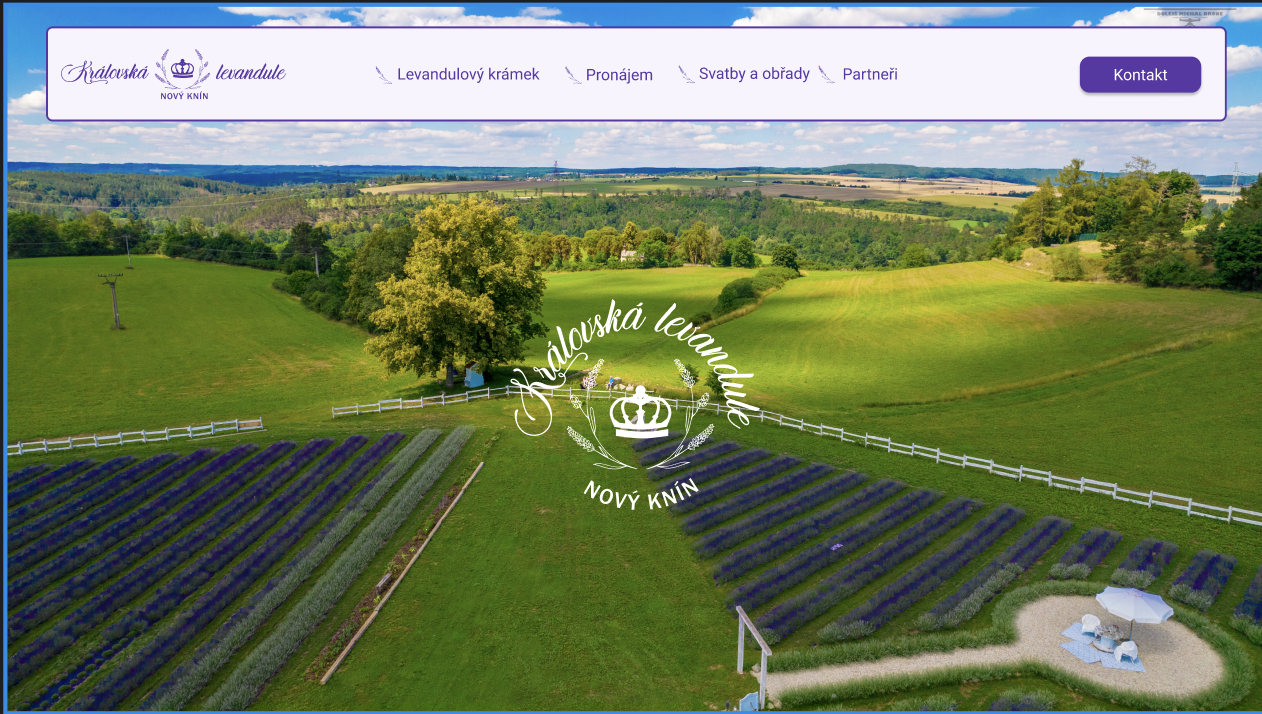 Královská levandule
NOVÝ KNÍN
Levandulový krámek
Pronájem
Svatby a obřady
Partneři
Kontakt
Královská levandule
NOVÝ KNÍN